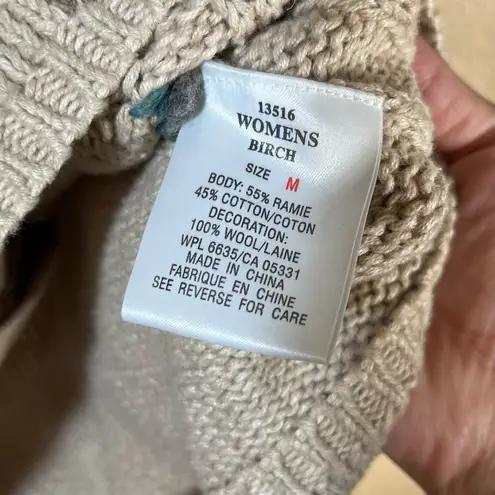 13516
WOMENS
BIRCH
SIZE M
BODY: 55% RAMIE
45% COTTON/COTON
DECORATION:
100% WOOL/LAINE
WPL 6635/CA 05331
MADE IN CHINA
FABRIQUE EN CHINE
SEE REVERSE FOR CARE